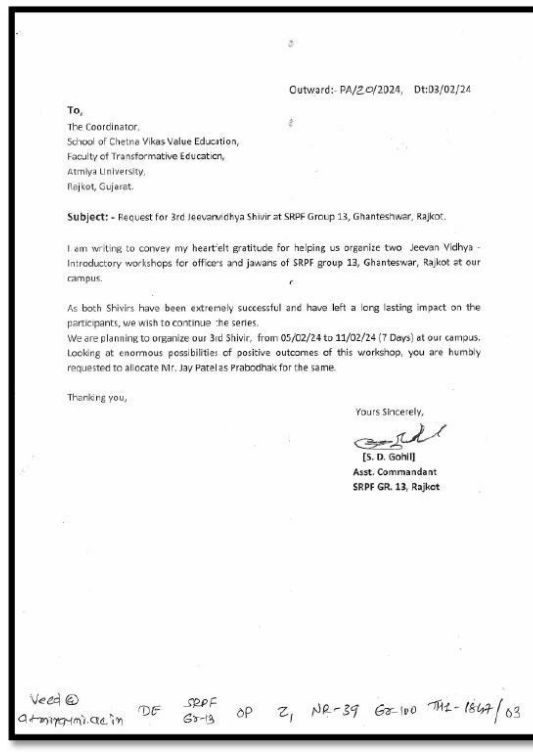 Outward:- PA/20/2024, Dt:03/02/24
To,
The Coordinator,
School of Chetna Vikas Value Education,
Faculty of Transformative Education,
Atmiya University,
Rajkot, Gujarat.
Subject: - Request for 3rd Jeevanvidhya Shivir at SRPF Group 13, Ghanteshwar, Rajkot.
I am writing to convey my heartfelt gratitude for helping us organize two Jeevan Vidhya -
Introductory workshops for officers and jawans of SRPF group 13, Ghanteswar, Rajkot at our
campus.
As both Shivirs have been extremely successful and have left a long lasting impact on the
participants, we wish to continue the series.
We are planning to organize our 3rd Shivir, from 05/02/24 to 11/02/24 (7 Days) at our campus.
Looking at enormous possibilities of positive outcomes of this workshop, you are humbly
requested to allocate Mr. Jay Patel as Prabodhak for the same.
Thanking you,
Yours Sincerely,
[S. D. Gohil]
Asst. Commandant
SRPF GR. 13, Rajkot
SRPF
DE Gr-13 OP NR-39 Gr-100